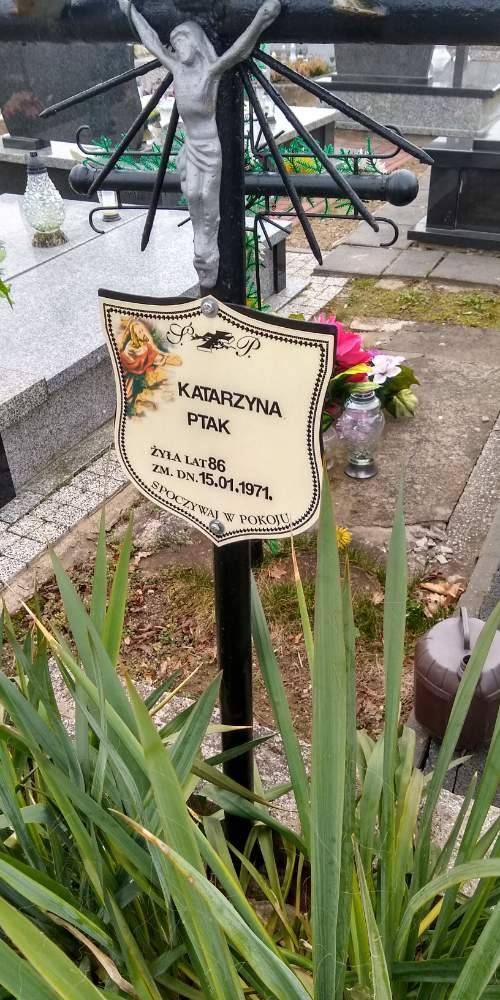 Ś P.
KATARZYNA
PTAK
ŻYŁA LAT 86
ZM. DN. 15.01.1971.
SPOCZYWAJ W POKOJU